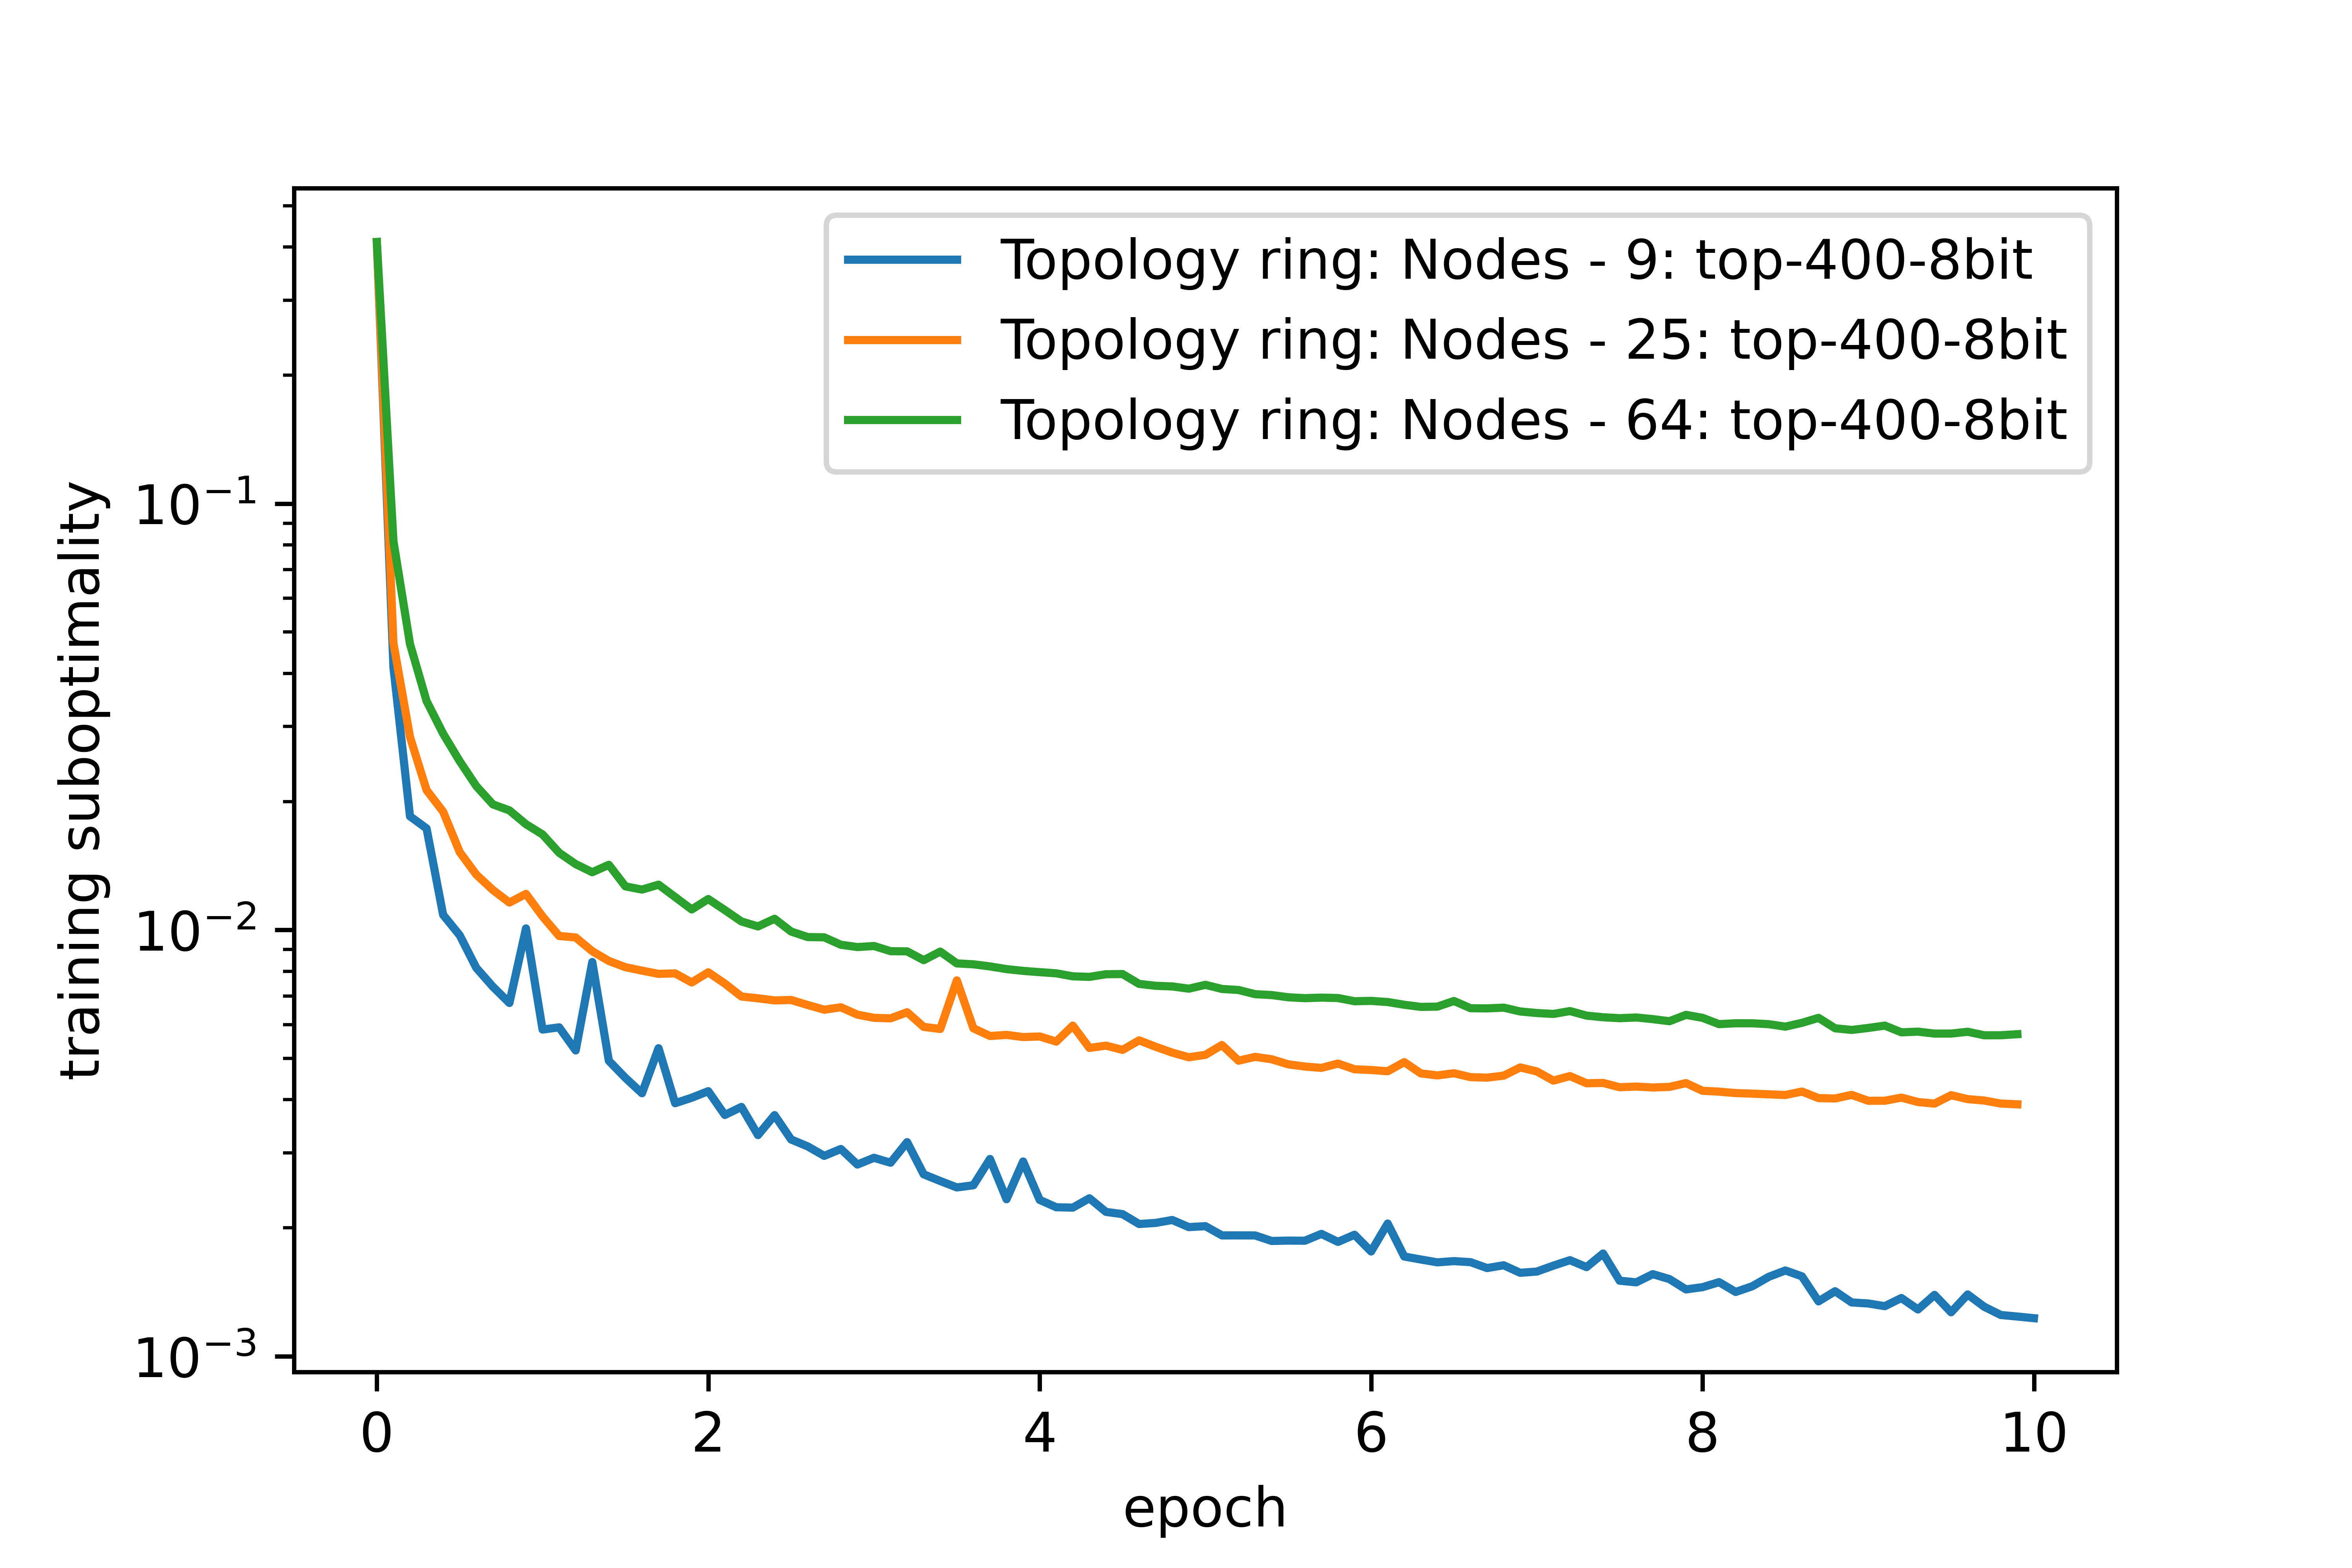 Topology ring: Nodes - 9: top-400-8bit
Topology ring: Nodes - 25: top-400-8bit
Topology ring: Nodes - 64: top-400-8bit
training suboptimality
10⁻¹
10⁻²
10⁻³
0 2 4 6 8 10
epoch